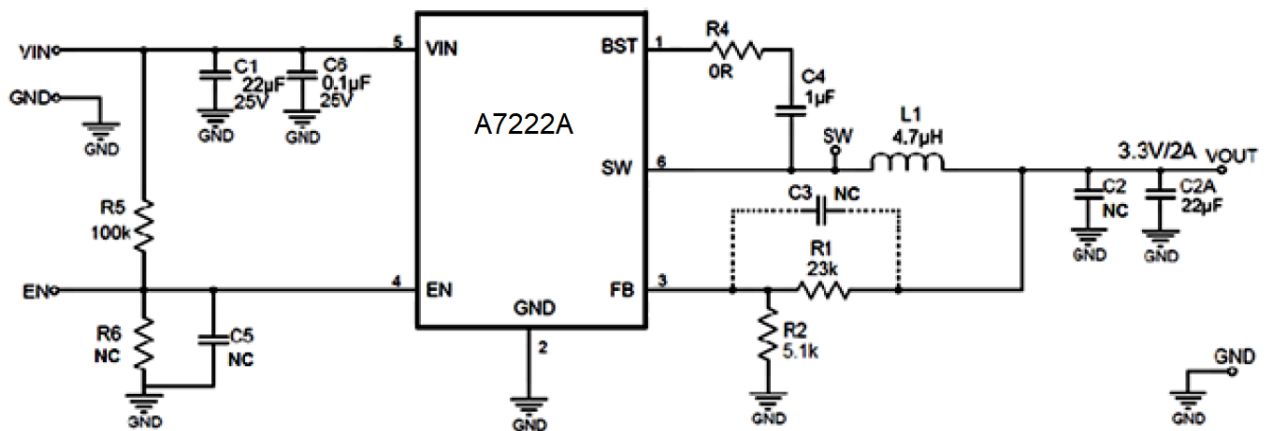 VIN
GND
GND
C1
22µF
25V
GND
C6
0.1µF
25V
GND
5
VIN
A7222A
BST
1
R4
0R
C4
1µF
SW
6
SW
L1
4.7µH
3.3V/2A
VOUT
C2
NC
GND
C2A
22µF
GND
R5
100k
C3
NC
R1
23k
EN
4
EN
FB
3
GND
2
GND
R6
NC
C5
NC
GND
R2
5.1k
GND
GND
GND